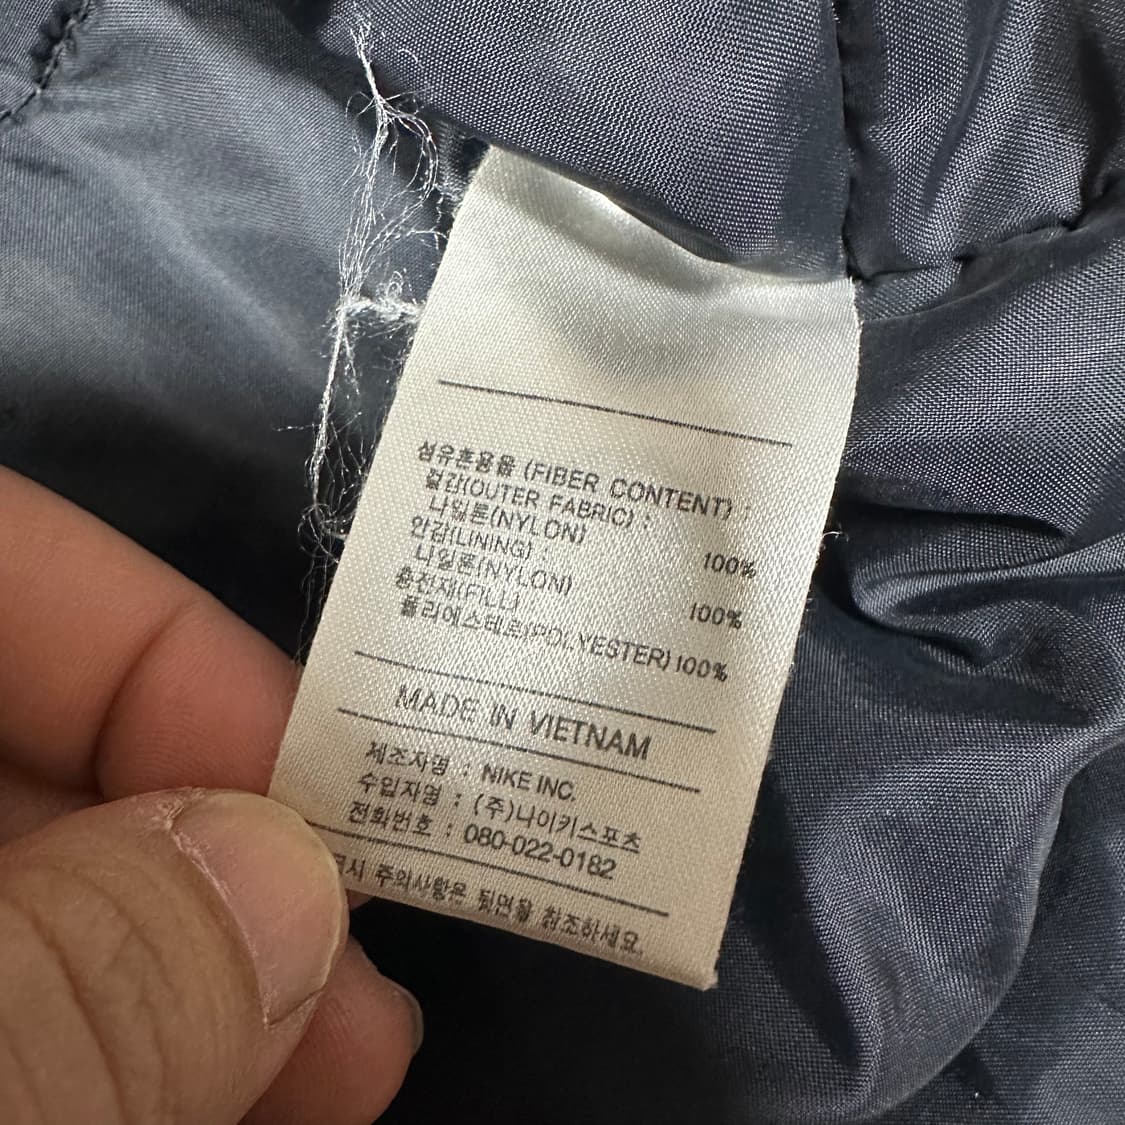 섬유혼용율 (FIBER CONTENT) :
겉감(OUTER FABRIC) :
나일론(NYLON) 100%
안감(LINING) :
나일론(NYLON) 100%
충전재(FILL) :
폴리에스테르(POLYESTER) 100%
MADE IN VIETNAM
제조자명 : NIKE INC.
수입자명 : (주)나이키스포츠
전화번호 : 080-022-0182
주의사항은 뒷면을 참조하세요.